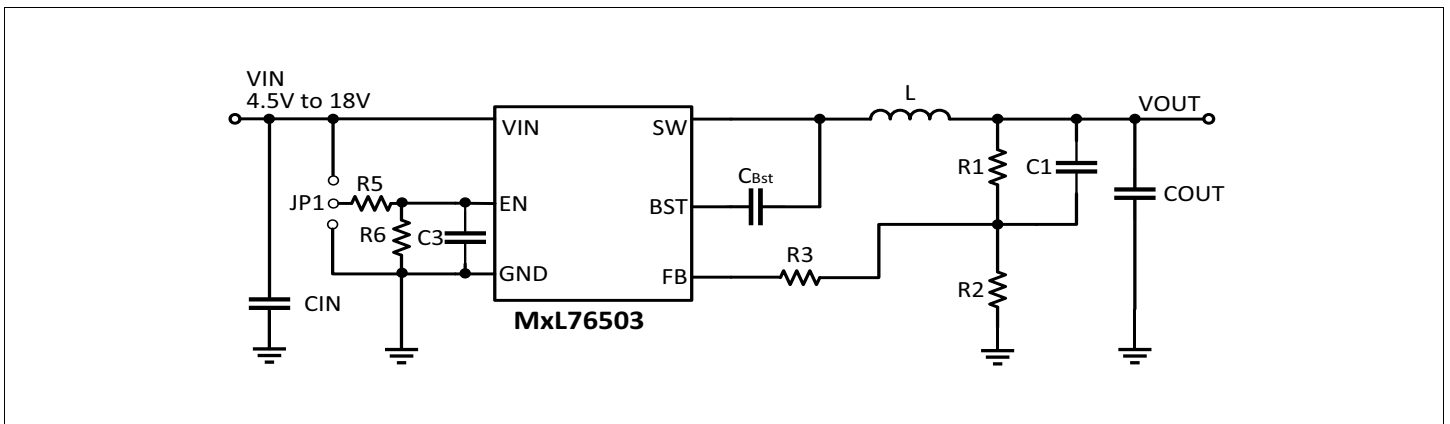 VIN
4.5V to 18V
VOUT
L
VIN
SW
R1
C1
COUT
CBst
R5
JP1
EN
BST
R6
C3
R3
GND
FB
R2
CIN
MxL76503